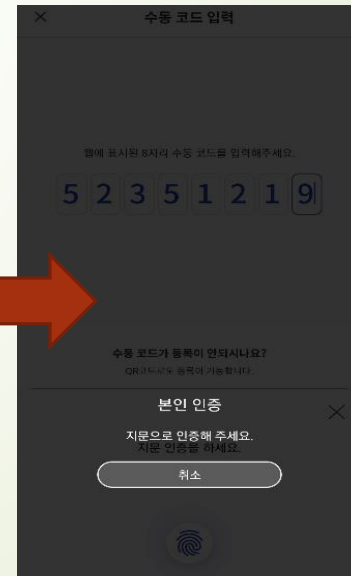 수동 코드 입력
웹에 표시된 8자리 수동 코드를 입력해주세요.
5 2 3 5 1 2 1 9
수동 코드가 등록이 안되시나요?
QR코드로도 등록이 가능합니다.
본인 인증
지문으로 인증해 주세요.
지문 인증을 하세요.
취소